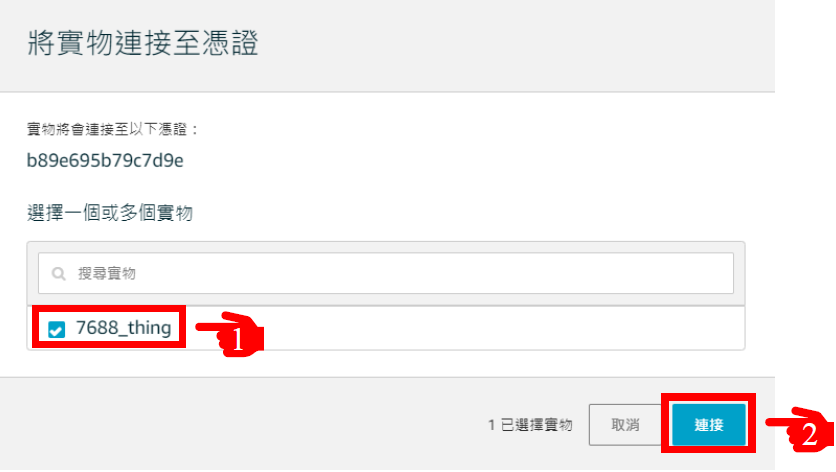 將實物連接至憑證
實物將會連接至以下憑證：
b89e695b79c7d9e
選擇一個或多個實物
搜尋實物
7688_thing
1
1 已選擇實物
取消
連接
2